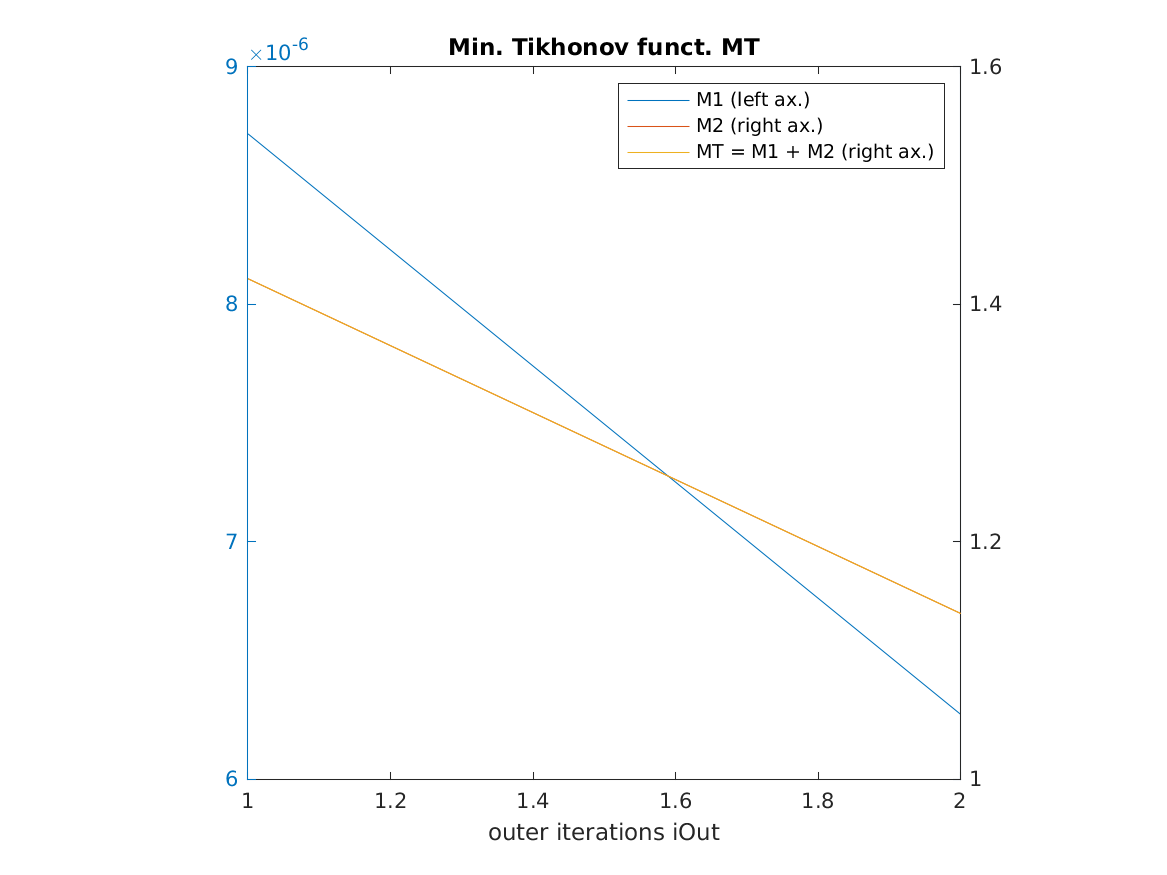 Min. Tikhonov funct. MT
×10^-6
9
8
7
6
1.6
1.4
1.2
1
M1 (left ax.)
M2 (right ax.)
MT = M1 + M2 (right ax.)
1 1.2 1.4 1.6 1.8 2
outer iterations iOut